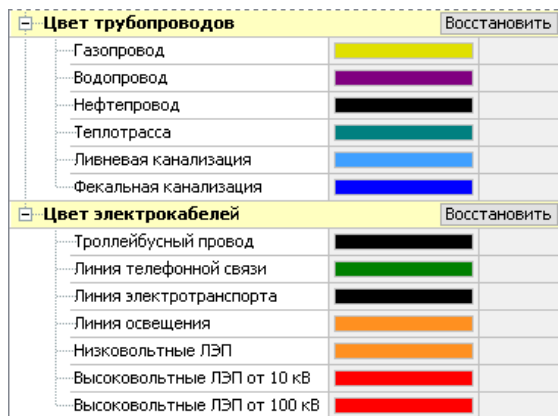 Цвет трубопроводов Восстановить
Газопровод
Водопровод
Нефтепровод
Теплотрасса
Ливневая канализация
Фекальная канализация
Цвет электрокабелей Восстановить
Троллейбусный провод
Линия телефонной связи
Линия электротранспорта
Линия освещения
Низковольтные ЛЭП
Высоковольтные ЛЭП от 10 кВ
Высоковольтные ЛЭП от 100 кВ